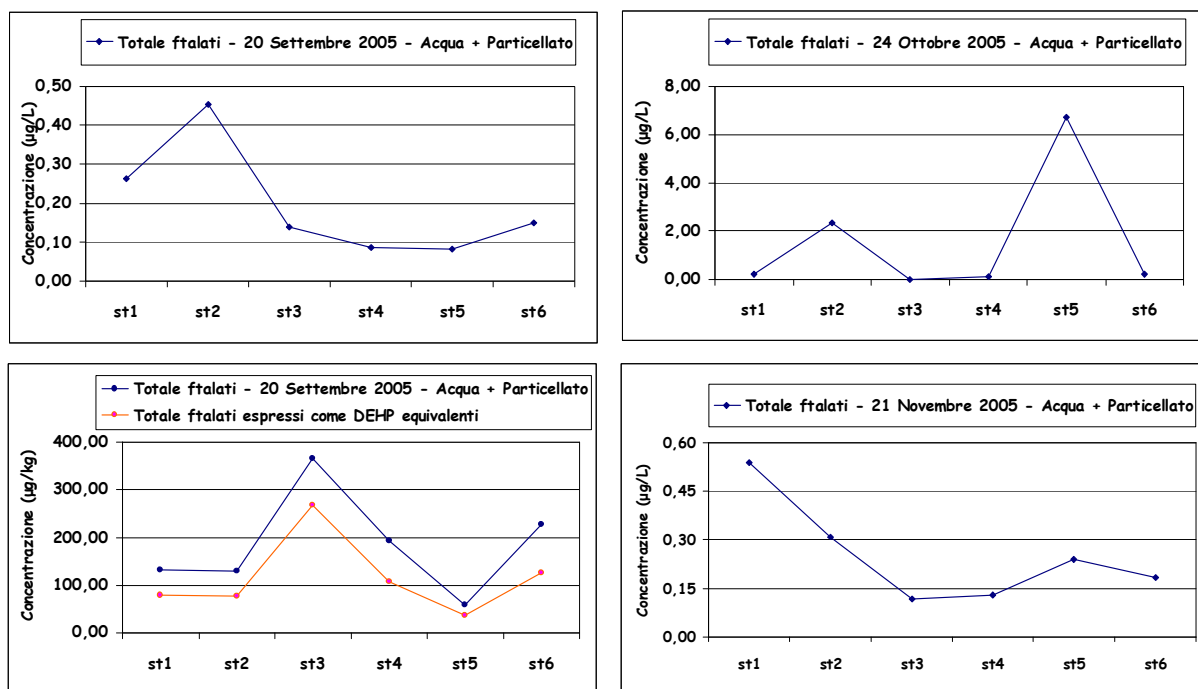 Totale ftalati - 20 Settembre 2005 - Acqua + Particellato
Concentrazione (µg/L)
0,50
0,40
0,30
0,20
0,10
0,00
st1 st2 st3 st4 st5 st6
Totale ftalati - 24 Ottobre 2005 - Acqua + Particellato
Concentrazione (µg/L)
8,00
6,00
4,00
2,00
0,00
st1 st2 st3 st4 st5 st6
Totale ftalati - 20 Settembre 2005 - Acqua + Particellato
Totale ftalati espressi come DEHP equivalenti
Concentrazione (µg/kg)
400,00
300,00
200,00
100,00
0,00
st1 st2 st3 st4 st5 st6
Totale ftalati - 21 Novembre 2005 - Acqua + Particellato
Concentrazione (µg/L)
0,60
0,45
0,30
0,15
0,00
st1 st2 st3 st4 st5 st6